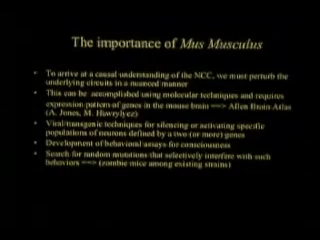 The importance of Mus Musculus
• To arrive at a causal understanding of the NCC, we must perturb the
underlying circuits in a nuanced manner
• This can be accomplished using molecular techniques and requires
expression pattern of genes in the mouse brain ==> Allen Brain Atlas
(A. Jones, M. Hawrylycz)
• Viral/transgenic techniques for silencing or activating specific
populations of neurons defined by a two (or more) genes
• Development of behavioral assays for consciousness
• Search for random mutations that selectively interfere with such
behaviors ==> (zombie mice among existing strains)